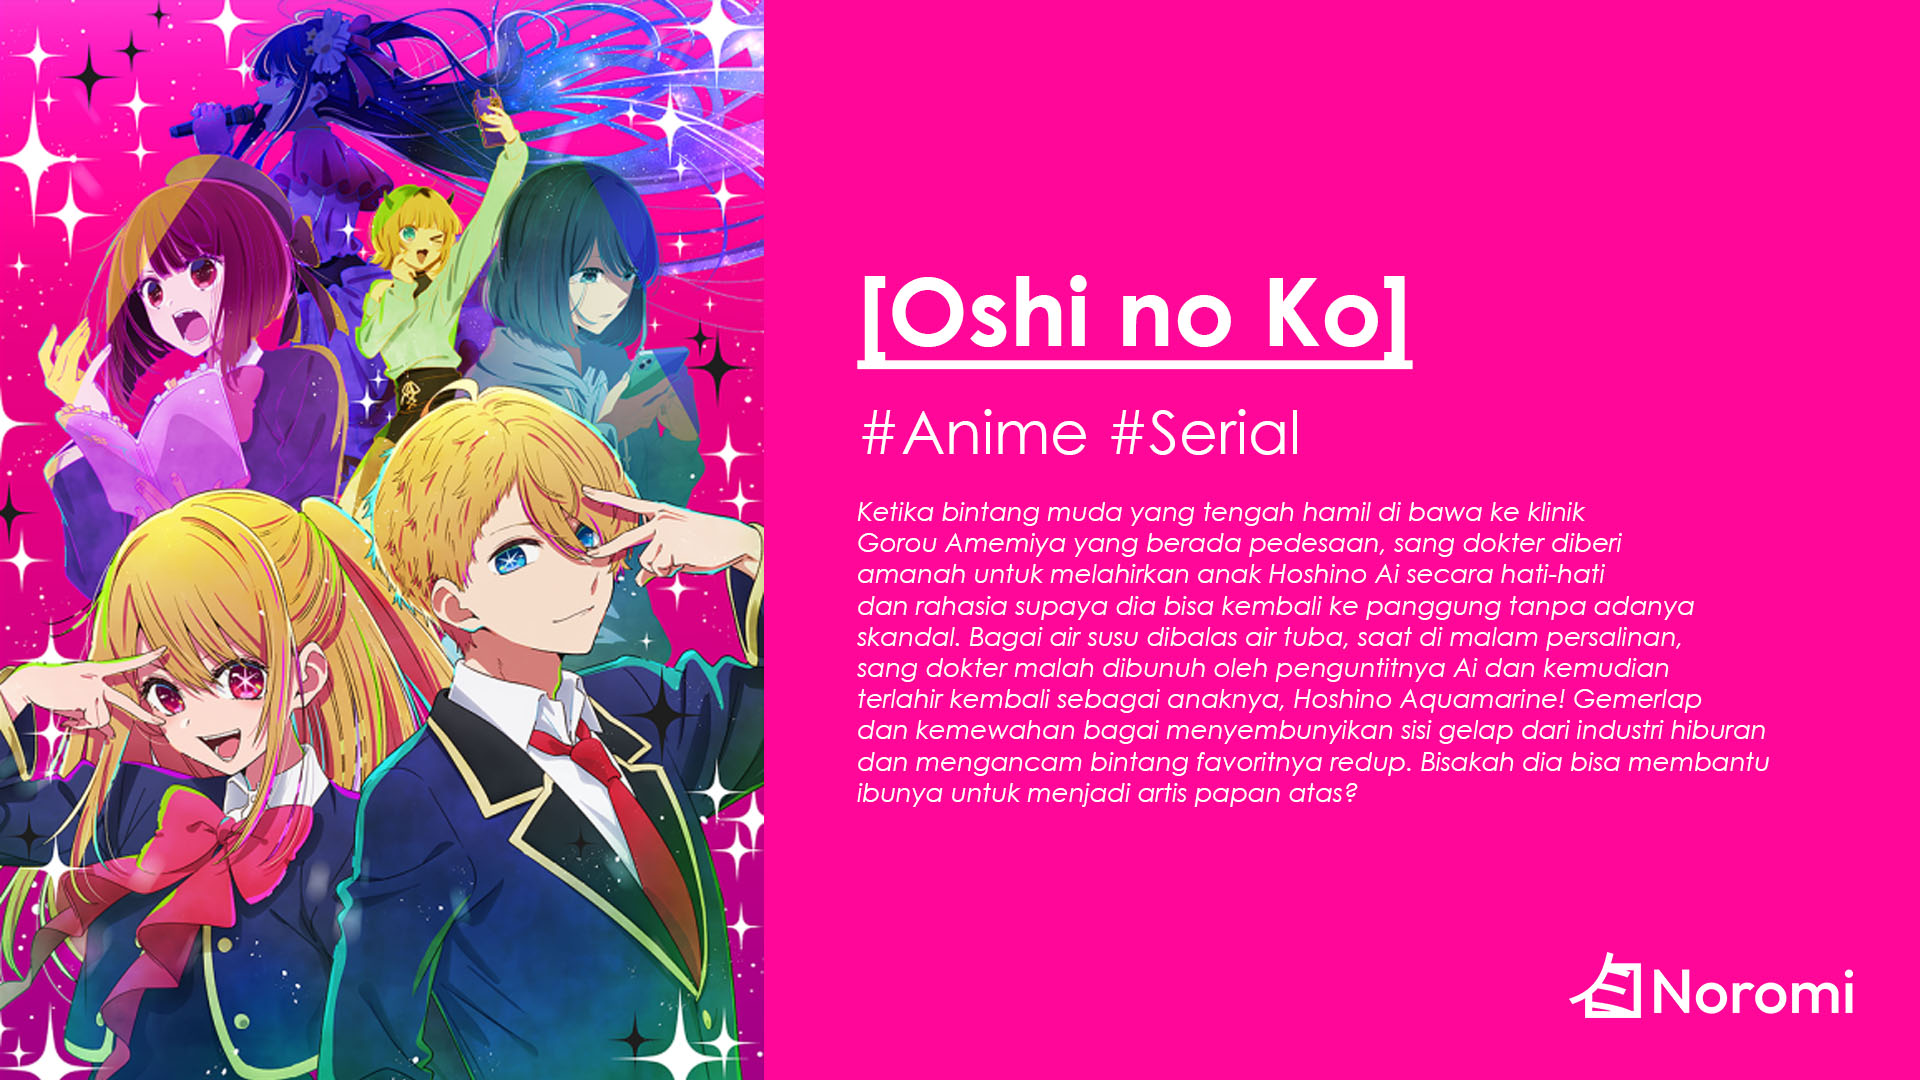 [Oshi no Ko]
#Anime #Serial
Ketika bintang muda yang tengah hamil di bawa ke klinik
Gorou Amemiya yang berada pedesaan, sang dokter diberi
amanah untuk melahirkan anak Hoshino Ai secara hati-hati
dan rahasia supaya dia bisa kembali ke panggung tanpa adanya
skandal. Bagai air susu dibalas air tuba, saat di malam persalinan,
sang dokter malah dibunuh oleh penguntitnya Ai dan kemudian
terlahir kembali sebagai anaknya, Hoshino Aquamarine! Gemerlap
dan kemewahan bagai menyembunyikan sisi gelap dari industri hiburan
dan mengancam bintang favoritnya redup. Bisakah dia bisa membantu
ibunya untuk menjadi artis papan atas?
Noromi